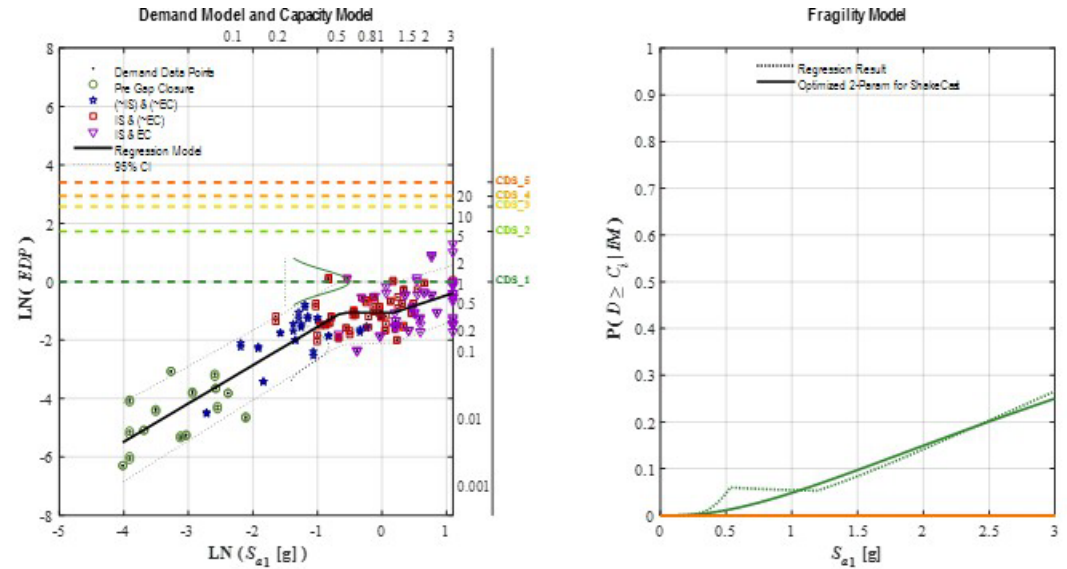 Demand Model and Capacity Model
0.1 0.2 0.5 0.81 1.5 2 3
8
6
4
2
0
-2
-4
-6
-8
LN(EDP)
Demand Data Points
Pre Gap Closure
(~IS) & (~EC)
IS & (~EC)
IS & EC
Regression Model
95% CI
20
10
5
2
1
0.5
0.2
0.1
0.01
0.001
CDS_5
CDS_4
CDS_3
CDS_2
CDS_1
-5 -4 -3 -2 -1 0 1
LN (Sa1 [g])
Fragility Model
1
0.9
0.8
0.7
0.6
0.5
0.4
0.3
0.2
0.1
0
P(D ≥ Ci | IM)
Regression Result
Optimized 2-Param for ShakeCast
0 0.5 1 1.5 2 2.5 3
Sa1 [g]